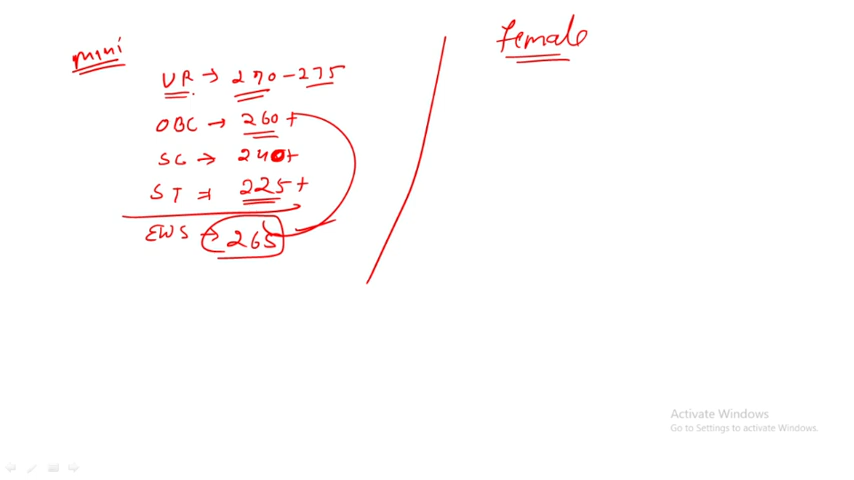 mini
UR → 270 - 275
OBC → 260+
SC → 240+
ST → 225+
EWS → 265
Female
Activate Windows
Go to Settings to activate Windows.